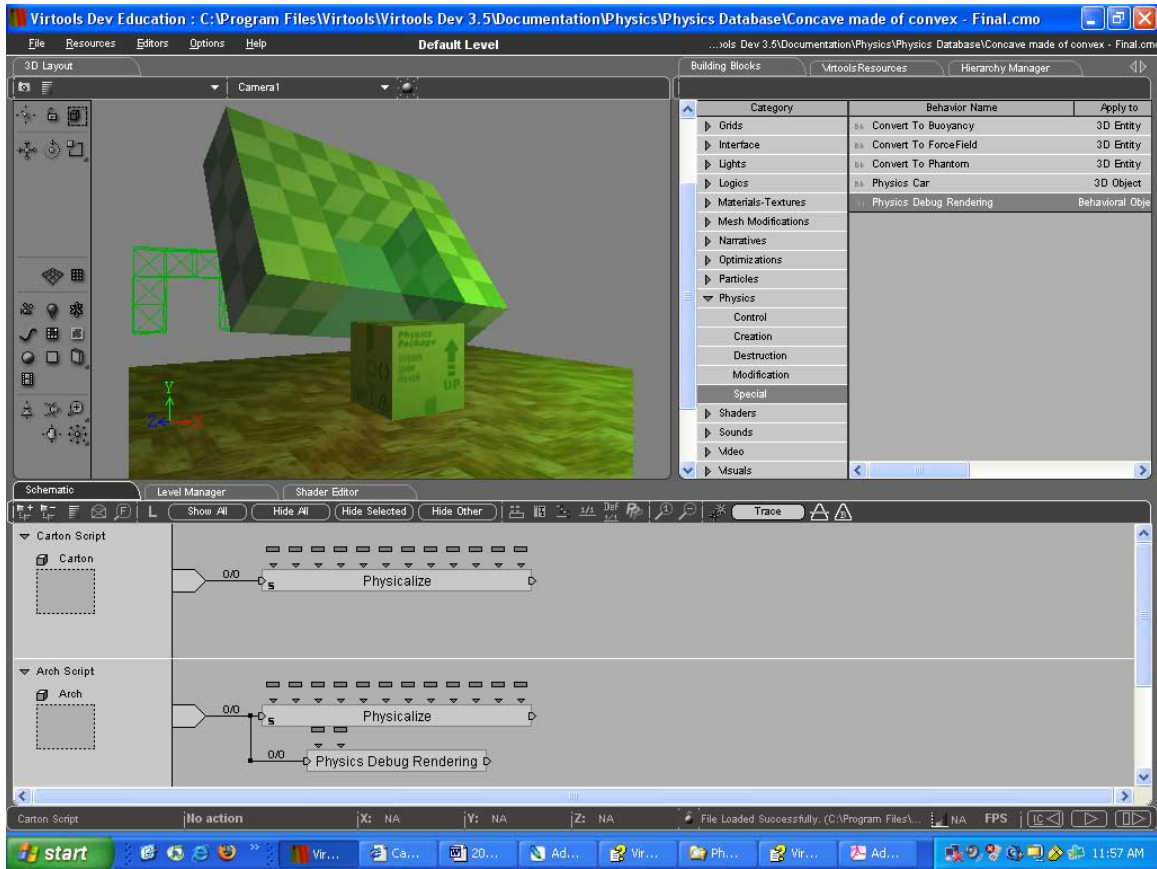 Virtools Dev Education : C:\Program Files\Virtools\Virtools Dev 3.5\Documentation\Physics\Physics Database\Concave made of convex - Final.cmo
File Resources Editors Options Help Default Level ...ols Dev 3.5\Documentation\Physics\Physics Database\Concave made of convex - Final.cm
3D Layout
Building Blocks Virtools Resources Hierarchy Manager
Camera1
Category Behavior Name Apply to
Grids Convert To Buoyancy 3D Entity
Interface Convert To ForceField 3D Entity
Lights Convert To Phantom 3D Entity
Logics Physics Car 3D Object
Materials-Textures Physics Debug Rendering Behavioral Obje
Mesh Modifications
Narratives
Optimizations
Particles
Physics
Control
Creation
Destruction
Modification
Special
Shaders
Sounds
Video
Visuals
Physics
Package
UP
Y
Z X
Schematic Level Manager Shader Editor
L Show All Hide All Hide Selected Hide Other 1/1 Def 1/1 Trace
Carton Script
Carton
0/0 s Physicalize
Arch Script
Arch
0/0 s Physicalize
0/0 Physics Debug Rendering
Carton Script No action X: NA Y: NA Z: NA File Loaded Successfully. (C:\Program Files\... NA FPS IC
start Vir... Ca... 20... Ad... Vir... Ph... Vir... Ad... 11:57 AM